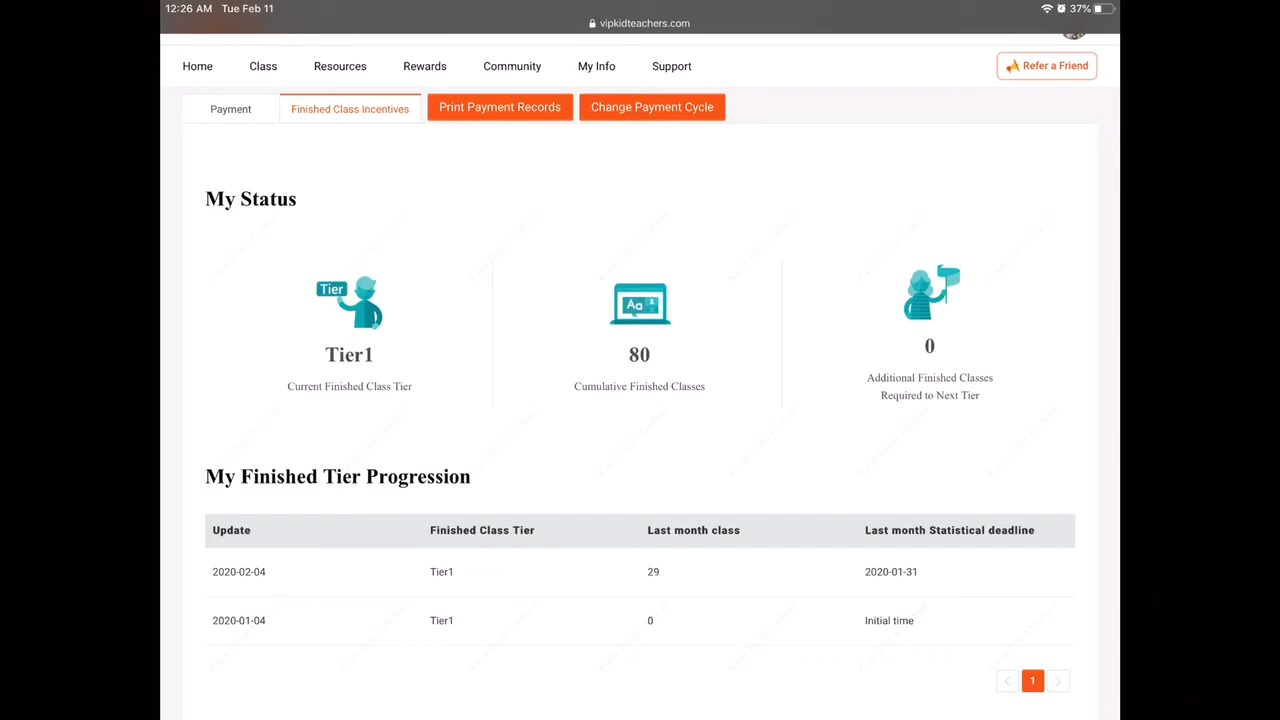 12:26 AM Tue Feb 11
37%
vipkidteachers.com
Home Class Resources Rewards Community My Info Support Refer a Friend
Payment Finished Class Incentives Print Payment Records Change Payment Cycle
My Status
Tier
Aa
Tier1
80
0
Current Finished Class Tier
Cumulative Finished Classes
Additional Finished Classes
Required to Next Tier
My Finished Tier Progression
Update Finished Class Tier Last month class Last month Statistical deadline
2020-02-04 Tier1 29 2020-01-31
2020-01-04 Tier1 0 Initial time
< 1 >